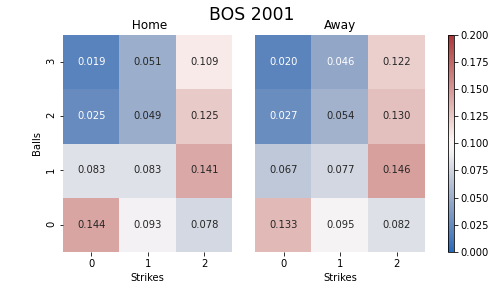 BOS 2001
Home Away
3 0.019 0.051 0.109 0.020 0.046 0.122
2 0.025 0.049 0.125 0.027 0.054 0.130
1 0.083 0.083 0.141 0.067 0.077 0.146
0 0.144 0.093 0.078 0.133 0.095 0.082
Balls
0 1 2 0 1 2
Strikes Strikes
0.200
0.175
0.150
0.125
0.100
0.075
0.050
0.025
0.000